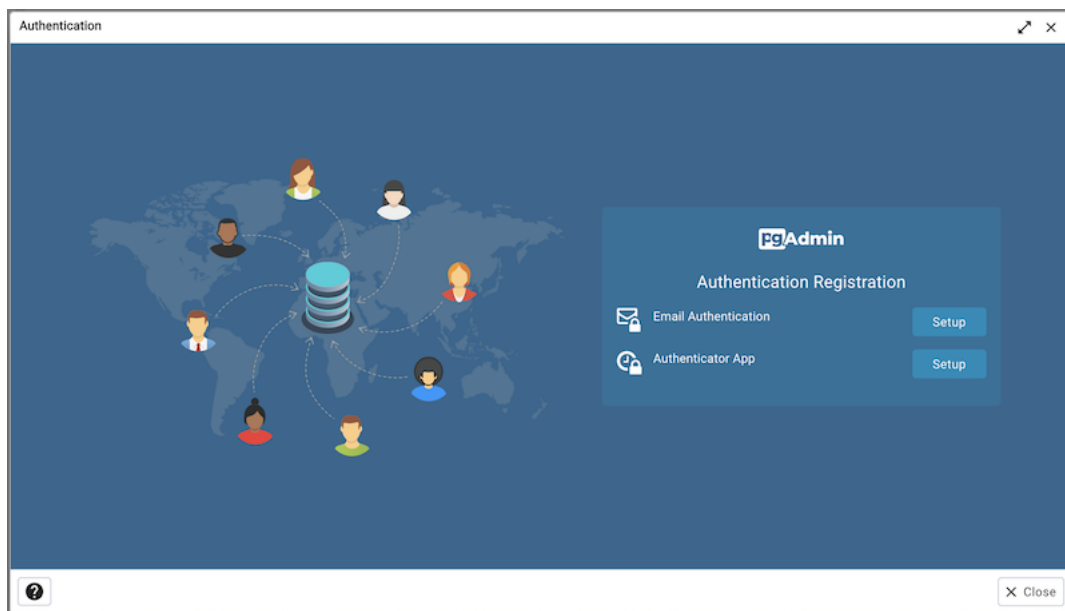 Authentication
pgAdmin
Authentication Registration
Email Authentication
Setup
Authenticator App
Setup
Close